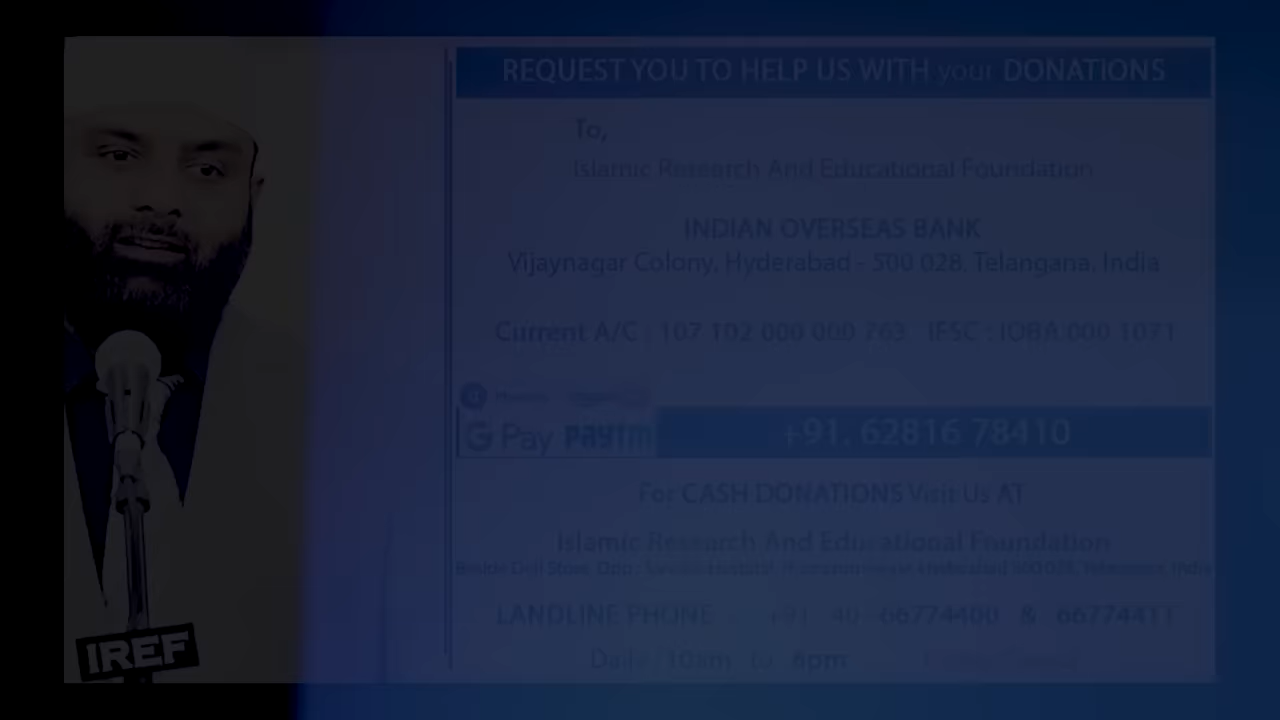 REQUEST YOU TO HELP US WITH your DONATIONS
To,
Islamic Research And Educational Foundation
INDIAN OVERSEAS BANK
Vijaynagar Colony, Hyderabad - 500 028. Telangana. India
Current A/C : 107 102 000 000 763 IFSC : IOBA 000 1071
G Pay paytm
+91. 62816 78410
For CASH DONATIONS Visit Us AT
Islamic Research And Educational Foundation
LANDLINE PHONE +91 40 66774400 & 66774411
Daily 10am to 8pm
IREF